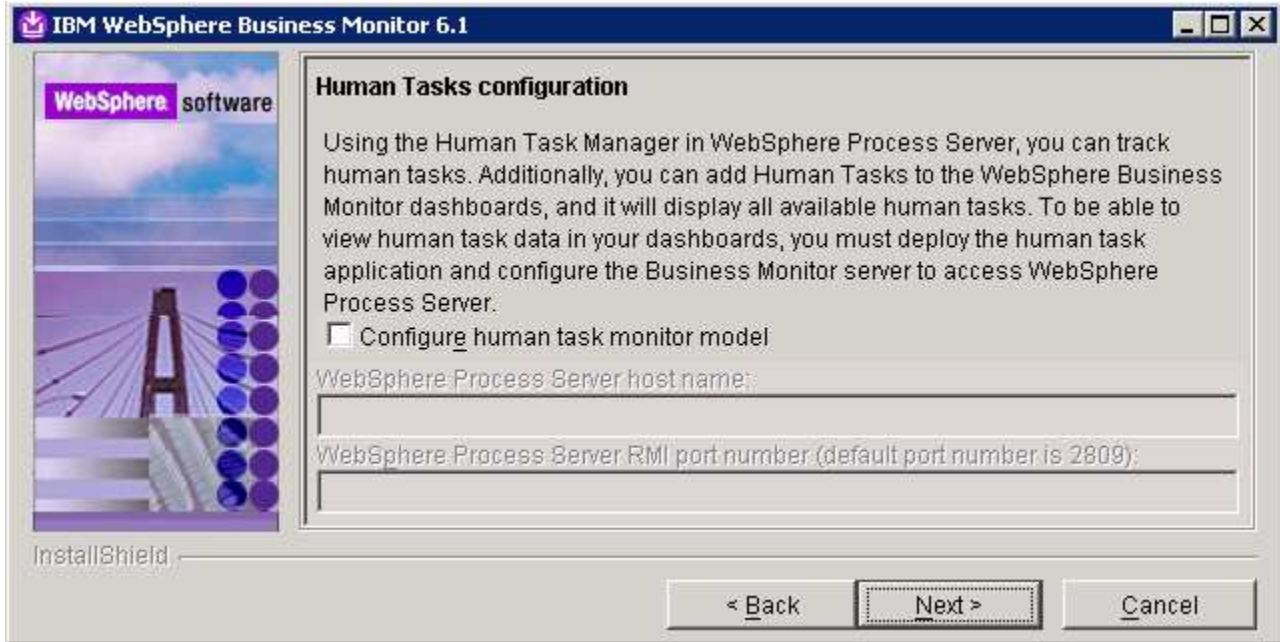 IBM WebSphere Business Monitor 6.1
WebSphere software
Human Tasks configuration
Using the Human Task Manager in WebSphere Process Server, you can track
human tasks. Additionally, you can add Human Tasks to the WebSphere Business
Monitor dashboards, and it will display all available human tasks. To be able to
view human task data in your dashboards, you must deploy the human task
application and configure the Business Monitor server to access WebSphere
Process Server.
Configure human task monitor model
WebSphere Process Server host name:
WebSphere Process Server RMI port number (default port number is 2809):
InstallShield
< Back
Next >
Cancel